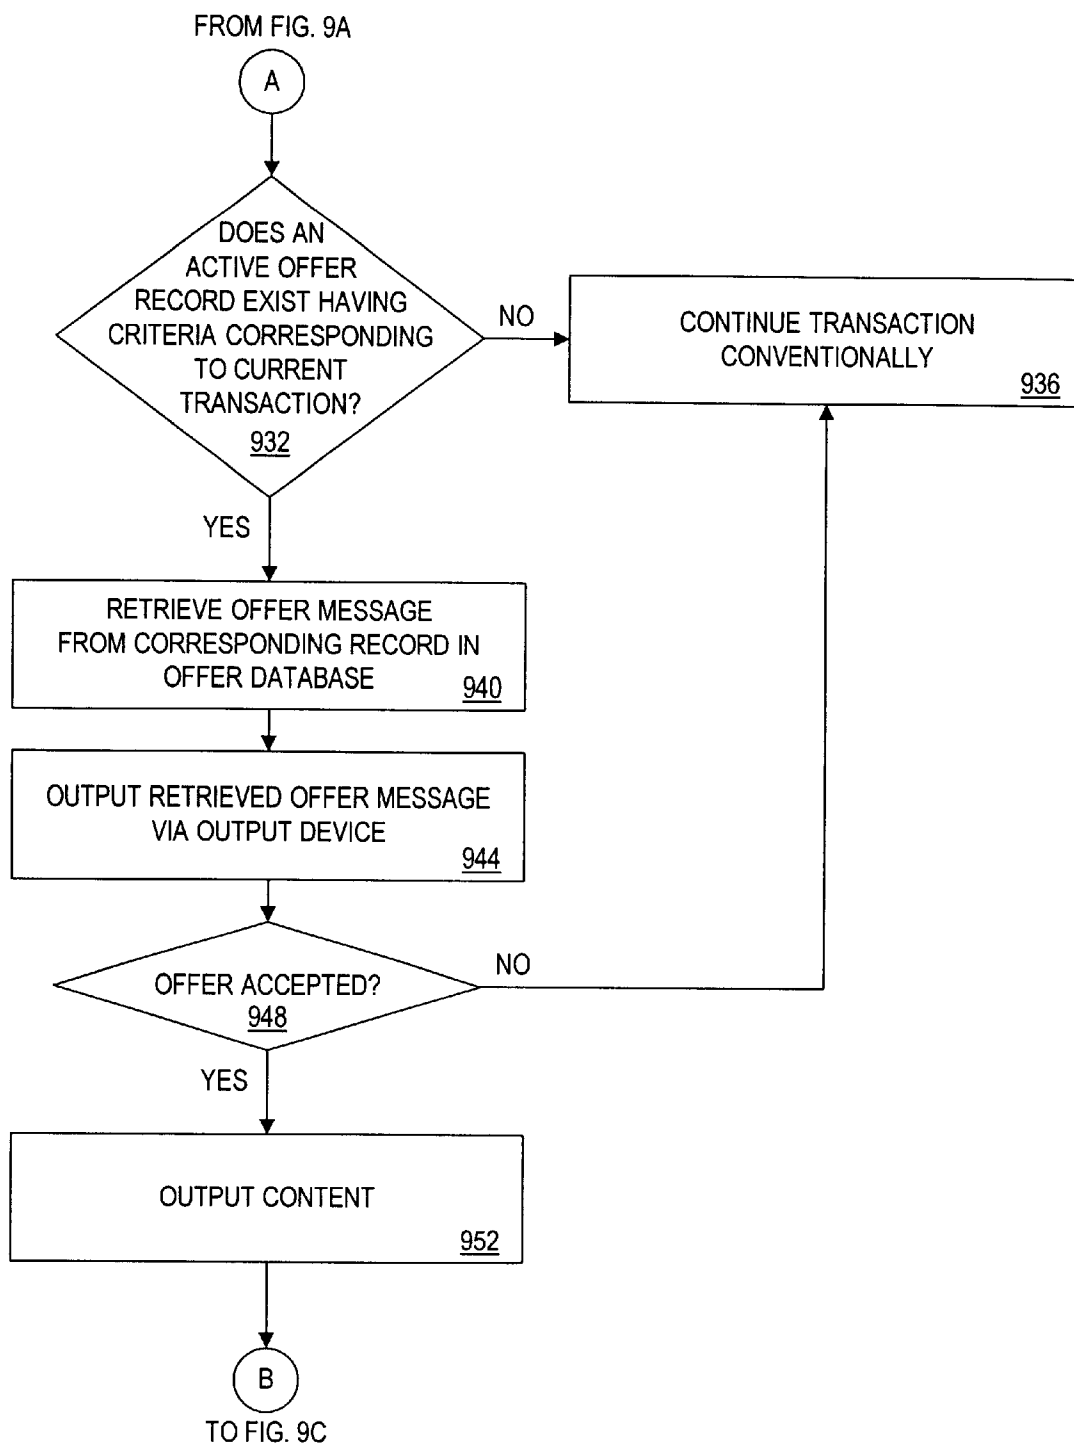 FROM FIG. 9A
A
DOES AN
ACTIVE OFFER
RECORD EXIST HAVING
CRITERIA CORRESPONDING
TO CURRENT
TRANSACTION?
932
NO
CONTINUE TRANSACTION
CONVENTIONALLY
936
YES
RETRIEVE OFFER MESSAGE
FROM CORRESPONDING RECORD IN
OFFER DATABASE
940
OUTPUT RETRIEVED OFFER MESSAGE
VIA OUTPUT DEVICE
944
OFFER ACCEPTED?
948
NO
YES
OUTPUT CONTENT
952
B
TO FIG. 9C